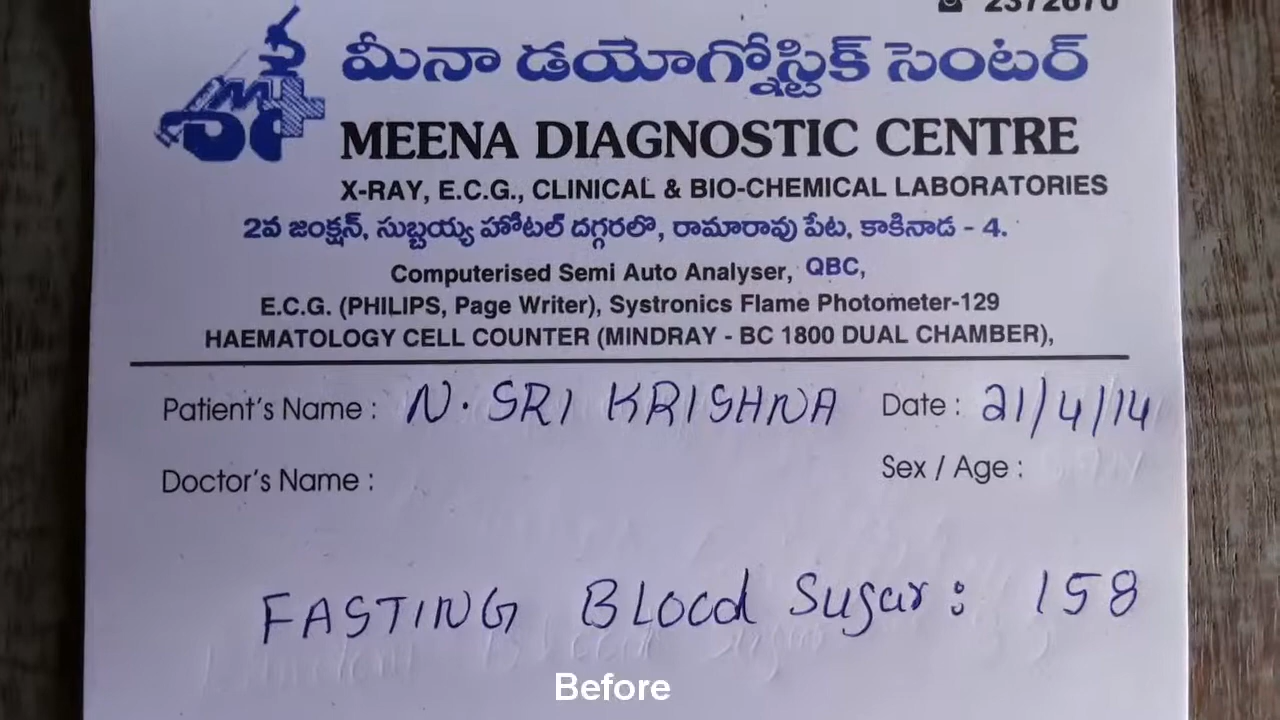 మీనా డయోగ్నోస్టిక్ సెంటర్
MEENA DIAGNOSTIC CENTRE
X-RAY, E.C.G., CLINICAL & BIO-CHEMICAL LABORATORIES
2వ జంక్షన్, సుబ్బయ్య హోటల్ దగ్గరలొ, రామారావు పేట, కాకినాడ - 4.
Computerised Semi Auto Analyser, QBC,
E.C.G. (PHILIPS, Page Writer), Systronics Flame Photometer-129
HAEMATOLOGY CELL COUNTER (MINDRAY - BC 1800 DUAL CHAMBER),
Patient's Name : N. SRI KRISHNA Date : 21/4/14
Doctor's Name : Sex / Age :
FASTING Blood Sugar : 158
Before